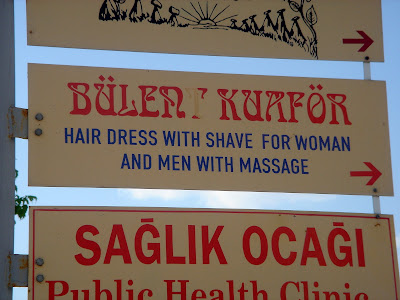 BÜLENT KUAFÖR
HAIR DRESS WITH SHAVE FOR WOMAN
AND MEN WITH MASSAGE
SAĞLIK OCAĞI
Public Health Clinic